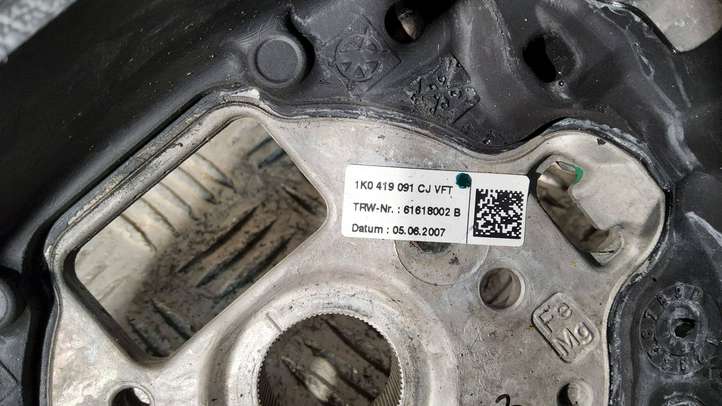 1K0 419 091 CJ VFT
TRW-Nr. : 61618002 B
Datum : 05.06.2007
Fe
Mg